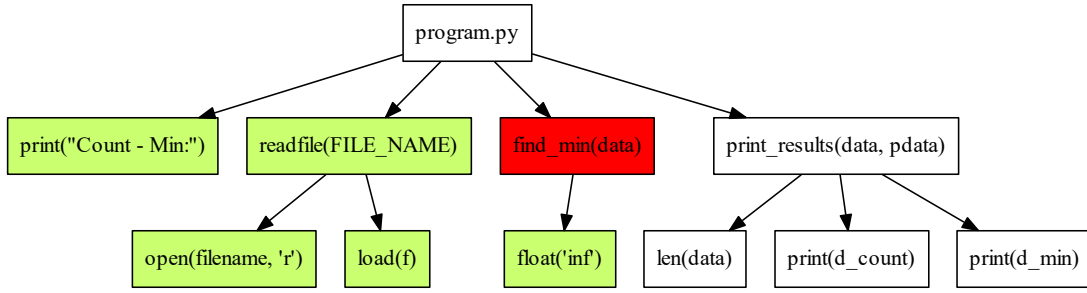 program.py
print("Count - Min:")
readfile(FILE_NAME)
find_min(data)
print_results(data, pdata)
open(filename, 'r')
load(f)
float('inf')
len(data)
print(d_count)
print(d_min)